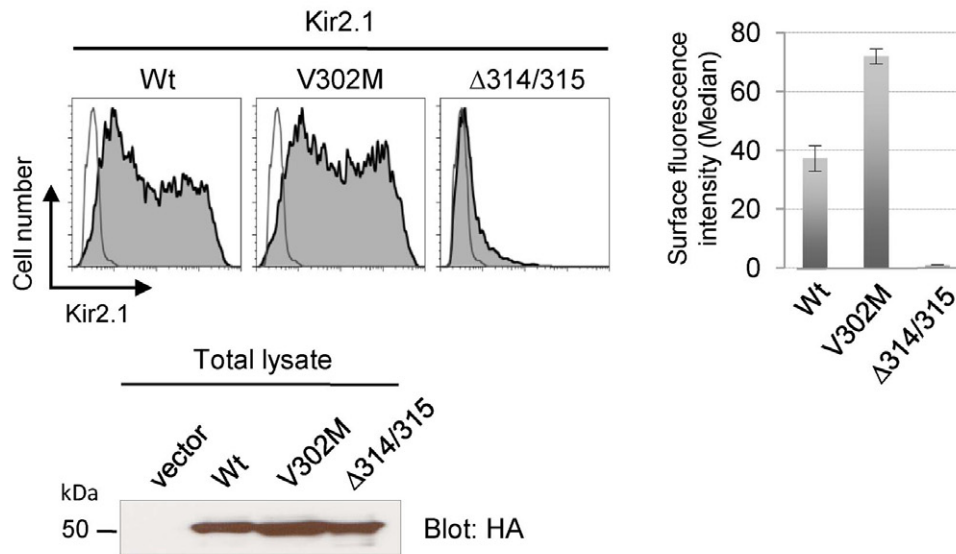 Kir2.1
Wt V302M Δ314/315
Cell number
Kir2.1
Surface fluorescence
intensity (Median)
80
60
40
20
0
Wt V302M Δ314/315
Total lysate
vector Wt V302M Δ314/315
kDa
50
Blot: HA